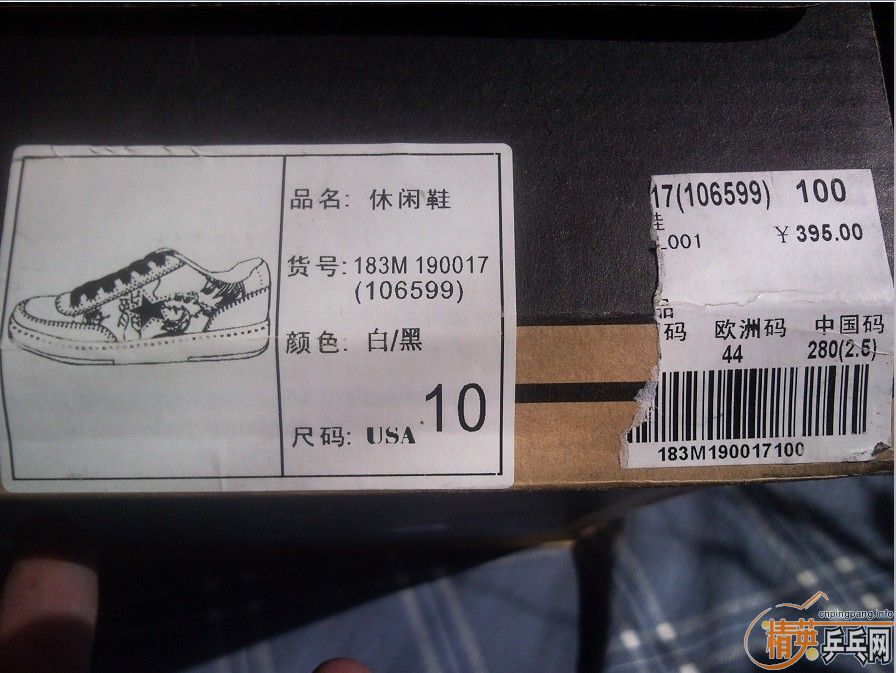 品名: 休闲鞋
货号: 183M 190017
(106599)
颜色: 白/黑
尺码: USA 10
17(106599) 100
鞋
001
￥395.00
品
码 欧洲码 中国码
44 280(2.5)
183M190017100
cnpingpang.info
精英乒乓网